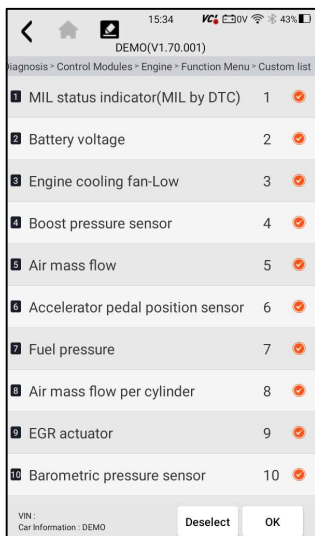 15:34 VCi 0V 43%
DEMO(V1.70.001)
iagnosis > Control Modules > Engine > Function Menu > Custom list
1 MIL status indicator(MIL by DTC) 1
2 Battery voltage 2
3 Engine cooling fan-Low 3
4 Boost pressure sensor 4
5 Air mass flow 5
6 Accelerator pedal position sensor 6
7 Fuel pressure 7
8 Air mass flow per cylinder 8
9 EGR actuator 9
10 Barometric pressure sensor 10
VIN :
Car Information : DEMO
Deselect OK